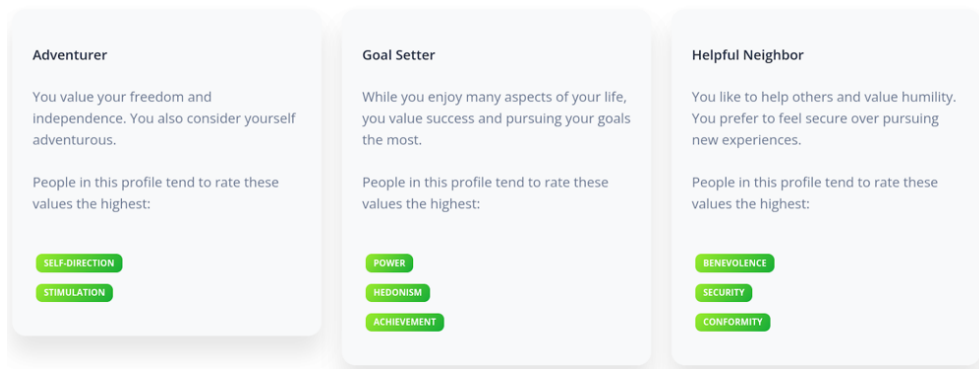 Adventurer
You value your freedom and
independence. You also consider yourself
adventurous.
People in this profile tend to rate these
values the highest:
SELF-DIRECTION
STIMULATION
Goal Setter
While you enjoy many aspects of your life,
you value success and pursuing your goals
the most.
People in this profile tend to rate these
values the highest:
POWER
HEDONISM
ACHIEVEMENT
Helpful Neighbor
You like to help others and value humility.
You prefer to feel secure over pursuing
new experiences.
People in this profile tend to rate these
values the highest:
BENEVOLENCE
SECURITY
CONFORMITY